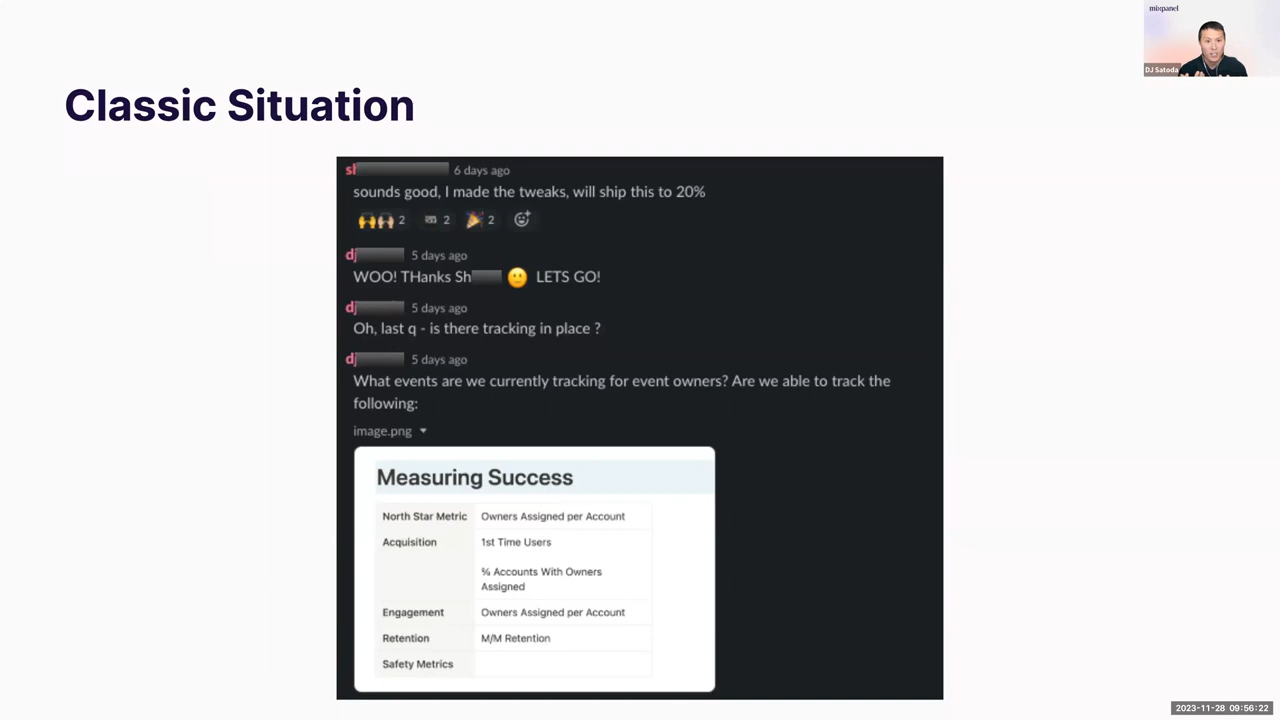 mixpanel
DJ Satoda
Classic Situation
6 days ago
sounds good, I made the tweaks, will ship this to 20%
2 2 2
dj 5 days ago
WOO! THanks Sh LETS GO!
dj 5 days ago
Oh, last q - is there tracking in place ?
dj 5 days ago
What events are we currently tracking for event owners? Are we able to track the
following:
image.png
Measuring Success
North Star Metric Owners Assigned per Account
Acquisition 1st Time Users
% Accounts With Owners
Assigned
Engagement Owners Assigned per Account
Retention M/M Retention
Safety Metrics
2023-11-28 09:56:22